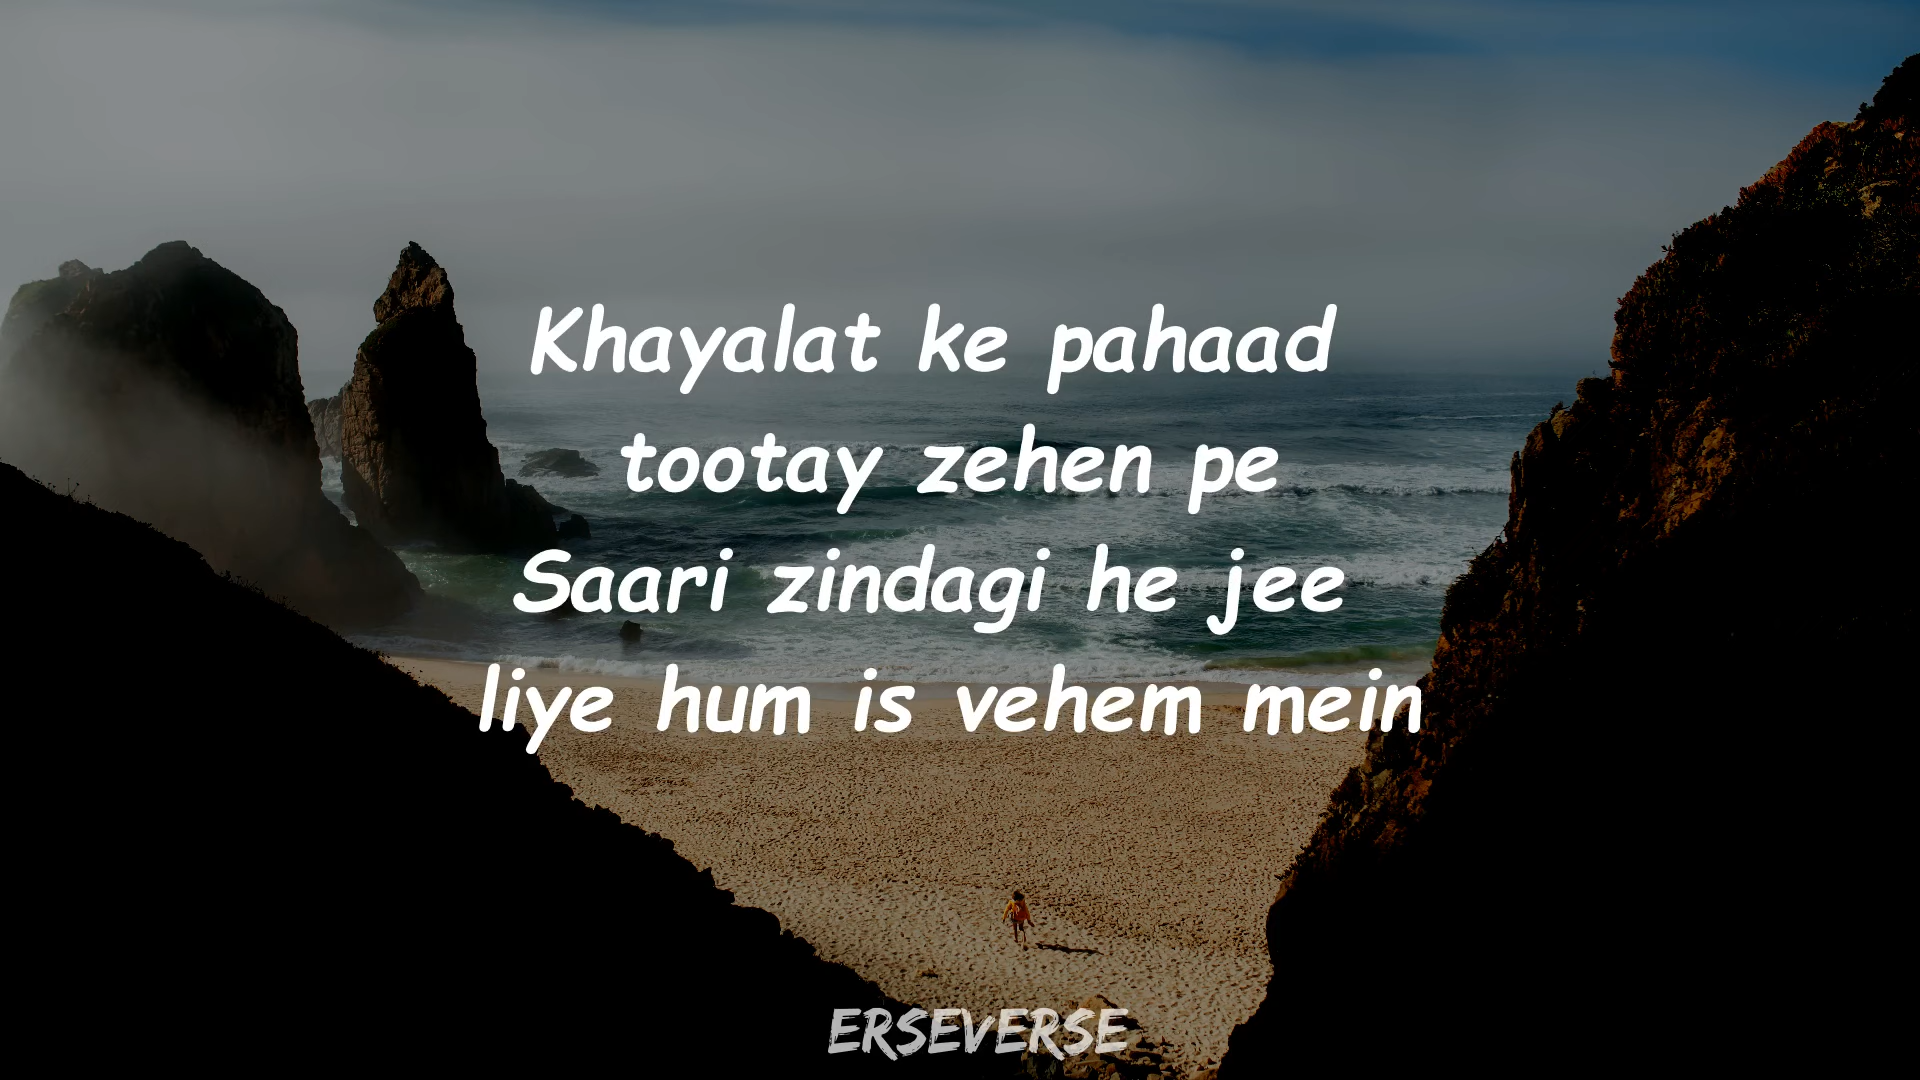 Khayalat ke pahaad
tootay zehen pe
Saari zindagi he jee
liye hum is vehem mein
ERSEVERSE